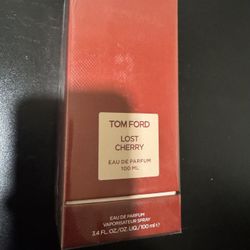 TOM FORD
LOST
CHERRY
EAU DE PARFUM
100 ML
EAU DE PARFUM
VAPORISATEUR SPRAY
3.4 FL.OZ./OZ. LIQ./100 ml ℮